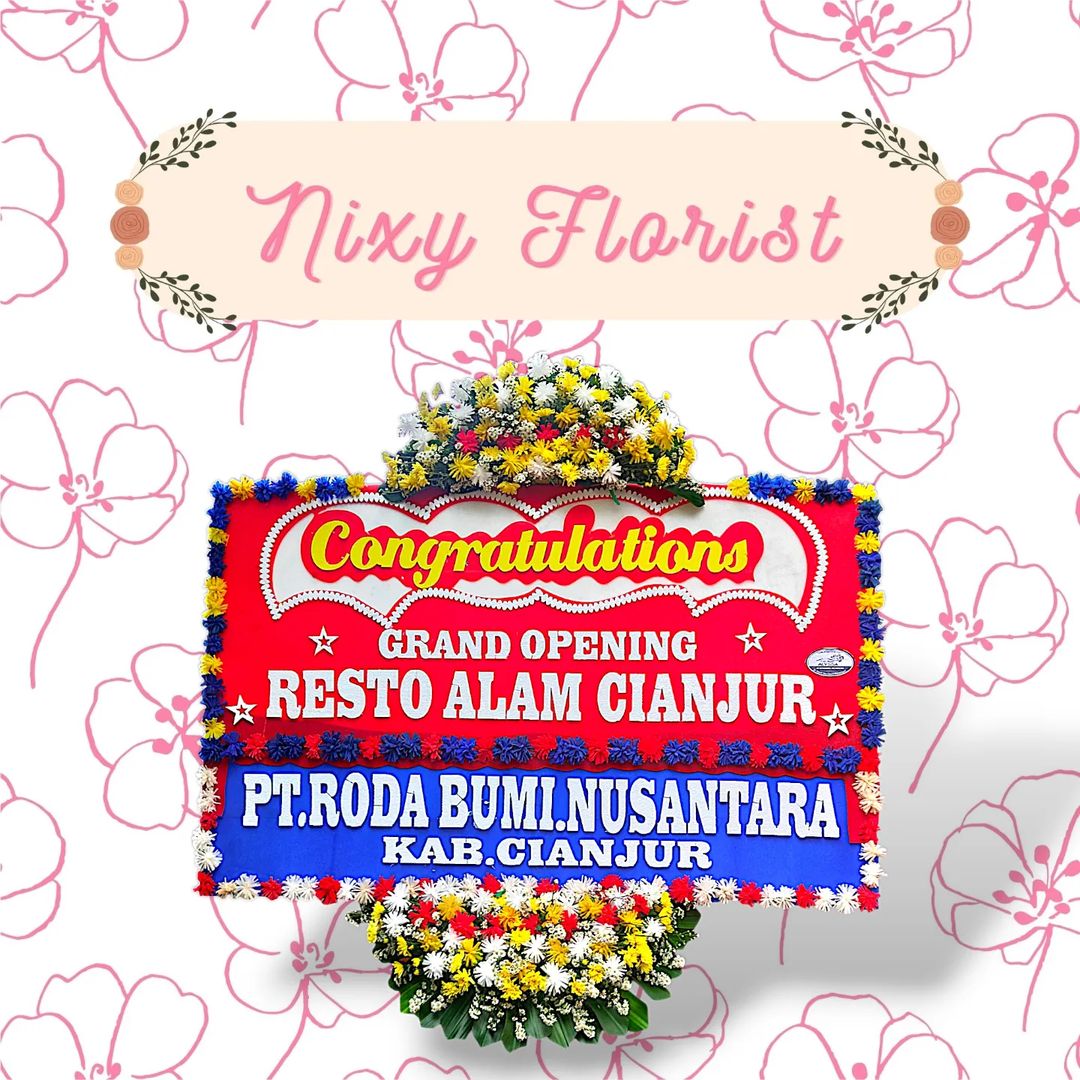 Nixy Florist
Congratulations
GRAND OPENING
RESTO ALAM CIANJUR
PT.RODA BUMI.NUSANTARA
KAB.CIANJUR